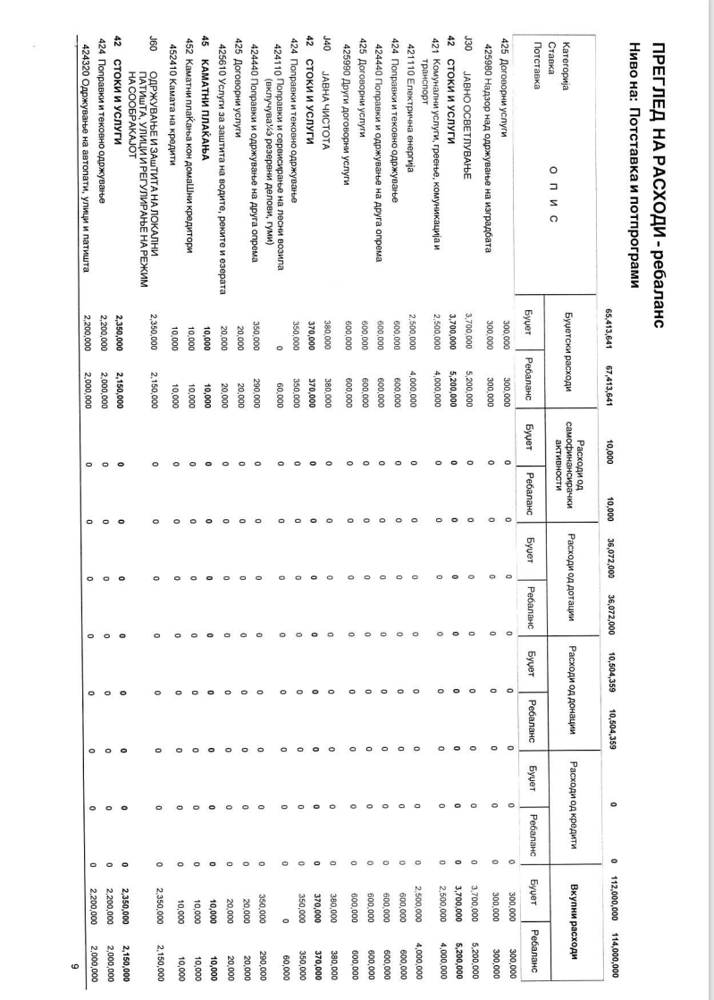 ПРЕГЛЕД НА РАСХОДИ - ребаланс
Ниво на: Потставка и потпрограми
65,413,641 67,413,641 10,000 10,000 36,072,000 36,072,000 10,504,359 10,504,359 0 0 112,000,000 114,000,000
Категорија
Ставка
Потставка
О П И С
Буџетски расходи
Расходи од
самофинансирачки
активности
Расходи од дотации
Расходи од донации
Расходи од кредити
Вкупни расходи
Буџет Ребаланс Буџет Ребаланс Буџет Ребаланс Буџет Ребаланс Буџет Ребаланс Буџет Ребаланс
425 Договорни услуги 300,000 300,000 0 0 0 0 0 0 0 0 300,000 300,000
425980 Надзор над одржување на изградбата 300,000 300,000 0 0 0 0 0 0 0 0 300,000 300,000
J30 ЈАВНО ОСВЕТЛУВАЊЕ 3,700,000 5,200,000 0 0 0 0 0 0 0 0 3,700,000 5,200,000
42 СТОКИ И УСЛУГИ 3,700,000 5,200,000 0 0 0 0 0 0 0 0 3,700,000 5,200,000
421 Комунални услуги, греење, комуникација и
транспорт 2,500,000 4,000,000 0 0 0 0 0 0 0 0 2,500,000 4,000,000
421110 Електрична енергија 2,500,000 4,000,000 0 0 0 0 0 0 0 0 2,500,000 4,000,000
424 Поправки и тековно одржување 600,000 600,000 0 0 0 0 0 0 0 0 600,000 600,000
424440 Поправки и одржување на друга опрема 600,000 600,000 0 0 0 0 0 0 0 0 600,000 600,000
425 Договорни услуги 600,000 600,000 0 0 0 0 0 0 0 0 600,000 600,000
425990 Други договорни услуги 600,000 600,000 0 0 0 0 0 0 0 0 600,000 600,000
J40 ЈАВНА ЧИСТОТА 380,000 380,000 0 0 0 0 0 0 0 0 380,000 380,000
42 СТОКИ И УСЛУГИ 370,000 370,000 0 0 0 0 0 0 0 0 370,000 370,000
424 Поправки и тековно одржување 350,000 350,000 0 0 0 0 0 0 0 0 350,000 350,000
424110 Поправки и сервисирање на лесни возила
(вклучува¼ѝ резервни делови, гуми) 0 60,000 0 0 0 0 0 0 0 0 0 60,000
424440 Поправки и одржување на друга опрема 350,000 290,000 0 0 0 0 0 0 0 0 350,000 290,000
425 Договорни услуги 20,000 20,000 0 0 0 0 0 0 0 0 20,000 20,000
425610 Услуги за заштита на водите, реките и езерата 20,000 20,000 0 0 0 0 0 0 0 0 20,000 20,000
45 КАМАТНИ ПЛАЌАЊА 10,000 10,000 0 0 0 0 0 0 0 0 10,000 10,000
452 Каматни плаЌања кон домаШни кредитори 10,000 10,000 0 0 0 0 0 0 0 0 10,000 10,000
452410 Камата на кредити 10,000 10,000 0 0 0 0 0 0 0 0 10,000 10,000
J60 ОДРЖУВАЊЕ И ЗАШТИТА НА ЛОКАЛНИ
ПАТИШТА, УЛИЦИ И РЕГУЛИРАЊЕ НА РЕЖИМ
НА СООБРАКАЈОТ 2,350,000 2,150,000 0 0 0 0 0 0 0 0 2,350,000 2,150,000
42 СТОКИ И УСЛУГИ 2,350,000 2,150,000 0 0 0 0 0 0 0 0 2,350,000 2,150,000
424 Поправки и тековно одржување 2,200,000 2,000,000 0 0 0 0 0 0 0 0 2,200,000 2,000,000
424320 Одржување на автопати, улици и патишта 2,200,000 2,000,000 0 0 0 0 0 0 0 0 2,200,000 2,000,000
9